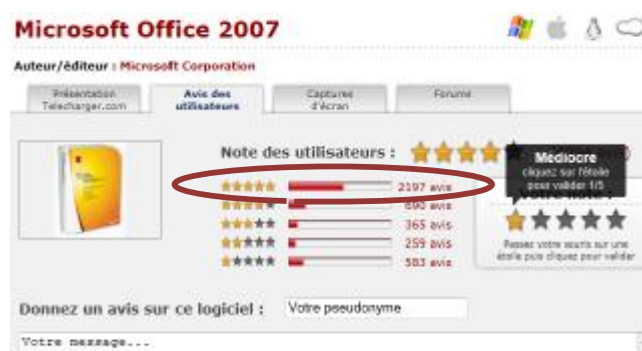 Microsoft Office 2007
Auteur/éditeur : Microsoft Corporation
Présentation
Telecharger.com
Avis des
utilisateurs
Captures
d'écran
Forums
Note des utilisateurs :
2197 avis
690 avis
365 avis
259 avis
583 avis
Médiocre
cliquez sur l'étoile
pour valider 1/5
Passez votre souris sur une
étoile puis cliquez pour valider
Donnez un avis sur ce logiciel :
Votre pseudonyme
Votre message...